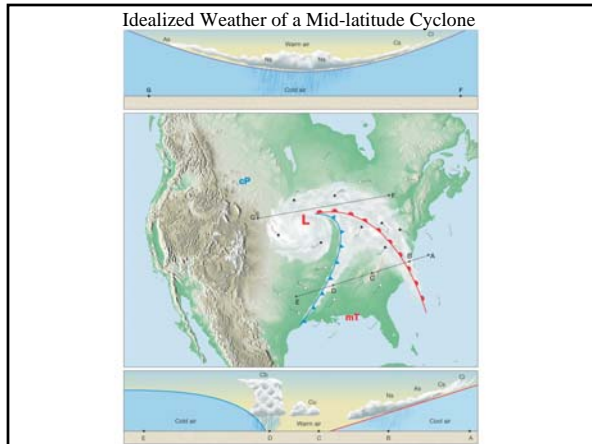 Idealized Weather of a Mid-latitude Cyclone
Ac
Warm air
Ns
Ns
Cs
Ci
Cold air
G
F
cP
F
G
L
B
A
C
D
E
mT
Cb
Cu
Ns
As
Cs
Ci
Cold air
Warm air
Cool air
E
D
C
B
A